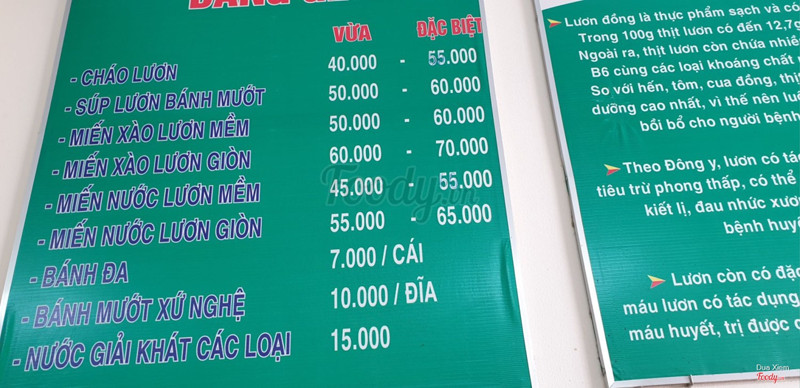 BẢNG GIÁ
VỪA ĐẶC BIỆT
- CHÁO LƯƠN 40.000 - 55.000
- SÚP LƯƠN BÁNH MƯỚT 50.000 - 60.000
- MIẾN XÀO LƯƠN MỀM 50.000 - 60.000
- MIẾN XÀO LƯƠN GIÒN 60.000 - 70.000
- MIẾN NƯỚC LƯƠN MỀM 45.000 - 55.000
- MIẾN NƯỚC LƯƠN GIÒN 55.000 - 65.000
- BÁNH ĐA 7.000 / CÁI
- BÁNH MƯỚT XỨ NGHỆ 10.000 / ĐĨA
- NƯỚC GIẢI KHÁT CÁC LOẠI 15.000
Lươn đồng là thực phẩm sạch và có
Trong 100g thịt lươn có đến 12,7g
Ngoài ra, thịt lươn còn chứa nhiề
B6 cùng các loại khoáng chất
So với hến, tôm, cua đồng, thịt
dưỡng cao nhất, vì thế nên
bồi bổ cho người bệnh
Theo Đông y, lươn có tác
tiêu trừ phong thấp, có thể
kiết lị, đau nhức xươ
bệnh huyế
Lươn còn có đặ
máu lươn có tác dụng
máu huyết, trị được
Foody.vn
Dua Xiem
Foody